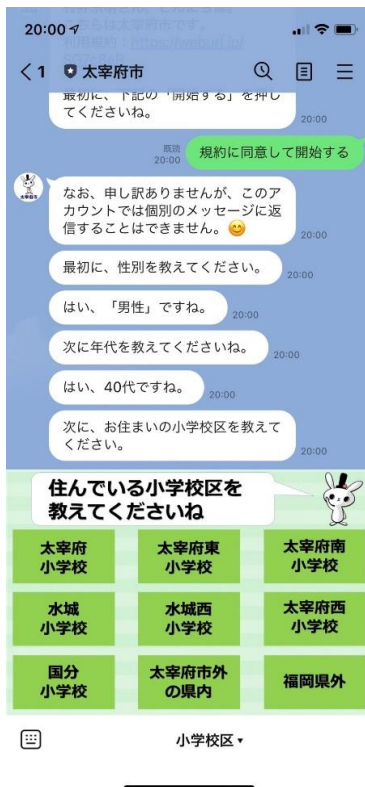 20:00
1 太宰府市
こちらは太宰府市です。
最初に、下記の「開始する」を押し
てくださいね。
20:00
規約に同意して開始する
既読
20:00
なお、申し訳ありませんが、このア
カウントでは個別のメッセージに返
信することはできません。😊
20:00
最初に、性別を教えてください。
20:00
はい、「男性」ですね。
20:00
次に年代を教えてくださいね。
20:00
はい、40代ですね。
20:00
次に、お住まいの小学校区を教えて
ください。
20:00
住んでいる小学校区を
教えてくださいね
太宰府
小学校
太宰府東
小学校
太宰府南
小学校
水城
小学校
水城西
小学校
太宰府西
小学校
国分
小学校
太宰府市外
の県内
福岡県外
小学校区▼